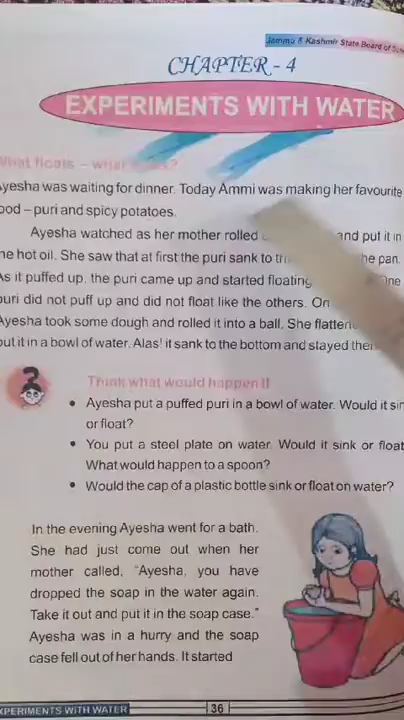 Jammu & Kashmir State Board of
CHAPTER - 4
EXPERIMENTS WITH WATER
What floats – what
yesha was waiting for dinner. Today Ammi was making her favourite
ood – puri and spicy potatoes.
Ayesha watched as her mother rolled and put it in
he hot oil. She saw that at first the puri sank to he pan.
As it puffed up, the puri came up and started floating ne
puri did not puff up and did not float like the others. On
Ayesha took some dough and rolled it into a ball. She flatten
put it in a bowl of water. Alas! it sank to the bottom and stayed
Think what would happen if
• Ayesha put a puffed puri in a bowl of water. Would it sin
or float?
• You put a steel plate on water. Would it sink or float
What would happen to a spoon?
• Would the cap of a plastic bottle sink or float on water?
In the evening Ayesha went for a bath.
She had just come out when her
mother called, "Ayesha, you have
dropped the soap in the water again.
Take it out and put it in the soap case."
Ayesha was in a hurry and the soap
case fell out of her hands. It started
XPERIMENTS WITH WATER
36